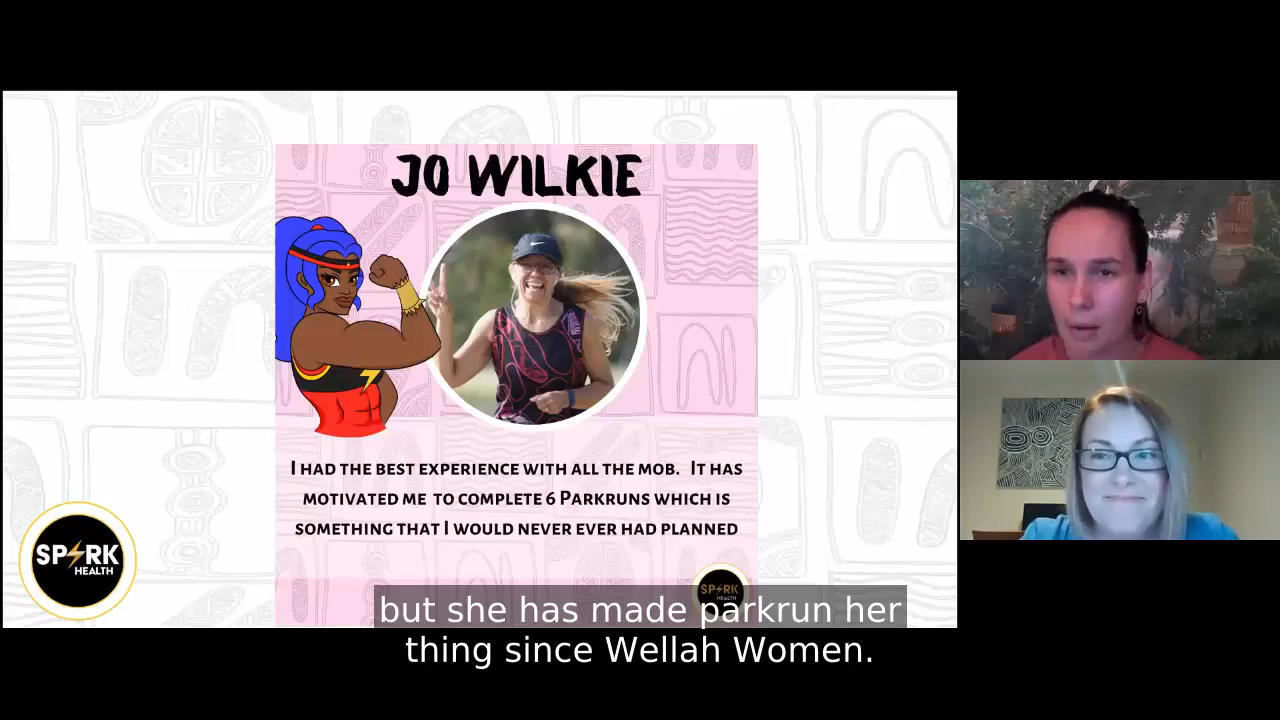 JO WILKIE
I HAD THE BEST EXPERIENCE WITH ALL THE MOB. IT HAS
MOTIVATED ME TO COMPLETE 6 PARKRUNS WHICH IS
SOMETHING THAT I WOULD NEVER EVER HAD PLANNED
SPARK
HEALTH
SPARK
HEALTH
but she has made parkrun her
thing since Wellah Women.